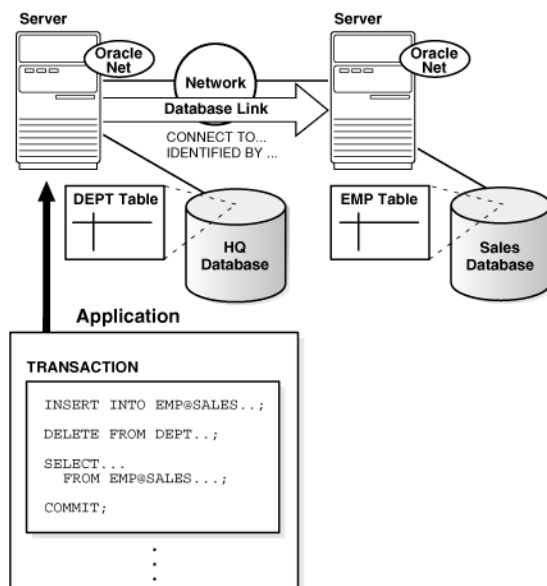 Server
Server
Oracle
Net
Oracle
Net
Network
Database Link
CONNECT TO...
IDENTIFIED BY ...
DEPT Table
EMP Table
HQ
Database
Sales
Database
Application
TRANSACTION
INSERT INTO EMP@SALES..;
DELETE FROM DEPT..;
SELECT...
FROM EMP@SALES...;
COMMIT;
.
.
.